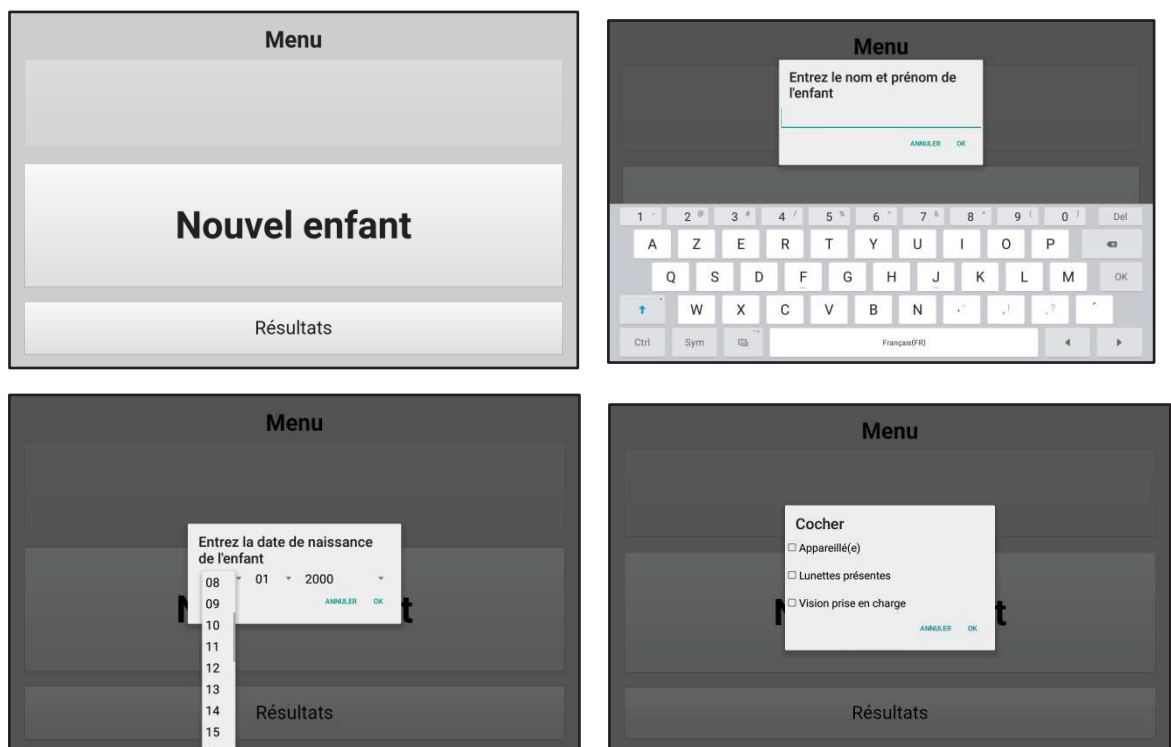 Menu
Nouvel enfant
Résultats
Menu
Entrez le nom et prénom de
l'enfant
ANNULER OK
1 - 2 @ 3 # 4 / 5 % 6 7 & 8 * 9 ( 0 ) Del
A Z E R T Y U I O P
Q S D F G H J K L M OK
W X C V B N , ! . ?
Ctrl Sym Français(FR)
Menu
Entrez la date de naissance
de l'enfant
08 01 2000
09 ANNULER OK
10
11
12
13
14 Résultats
15
Menu
Cocher
Appareillé(e)
Lunettes présentes
Vision prise en charge
ANNULER OK
Résultats